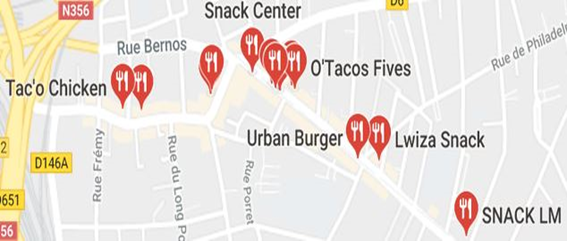 N356
Snack Center
D6
Rue Bernos
Rue de Philadel
O'Tacos Fives
Tac'o Chicken
Urban Burger
Lwiza Snack
2
D146A
Rue Frémy
Rue du Long Po
Rue Porret
0651
56
SNACK LM